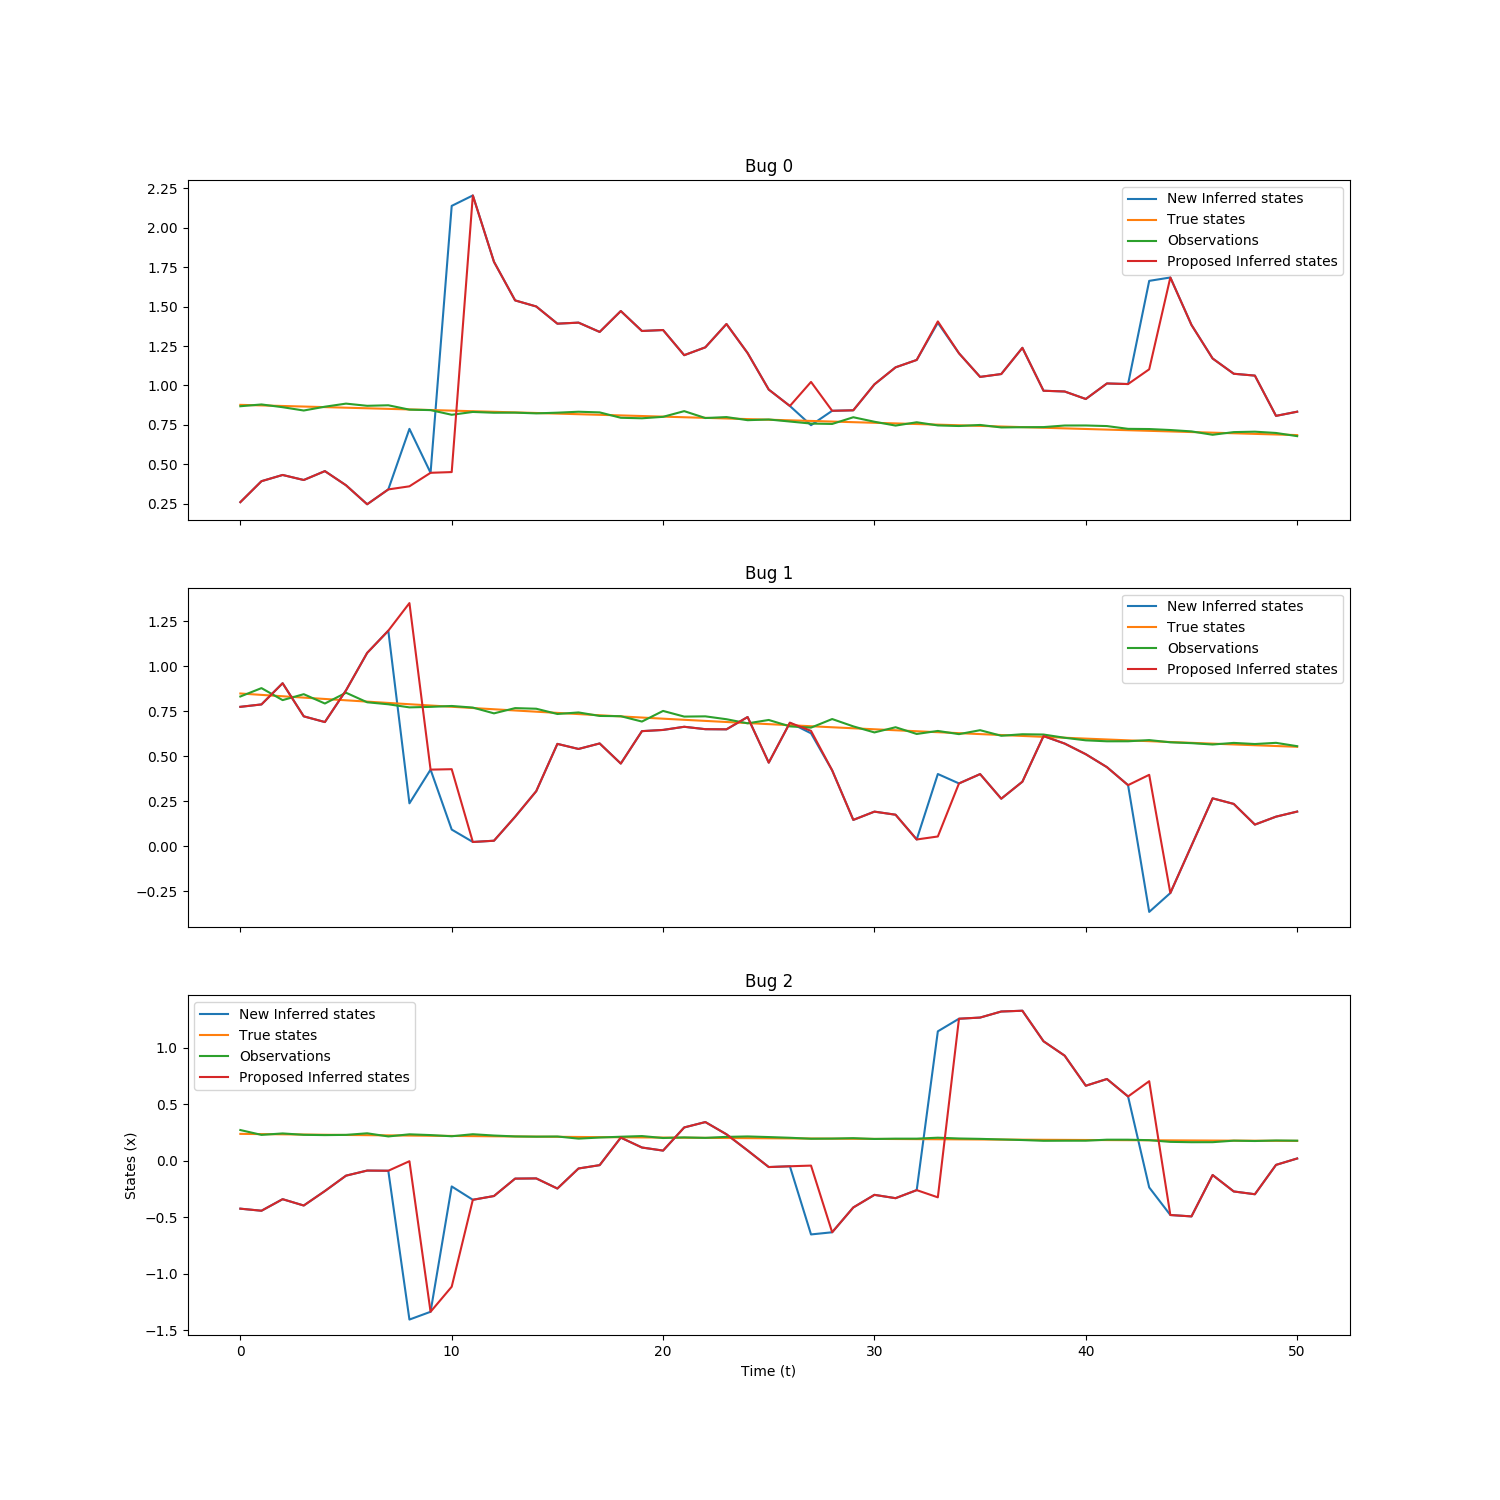 Bug 0
2.25
2.00
1.75
1.50
1.25
1.00
0.75
0.50
0.25
New Inferred states
True states
Observations
Proposed Inferred states
Bug 1
1.25
1.00
0.75
0.50
0.25
0.00
−0.25
New Inferred states
True states
Observations
Proposed Inferred states
Bug 2
States (x)
1.0
0.5
0.0
−0.5
−1.0
−1.5
New Inferred states
True states
Observations
Proposed Inferred states
0 10 20 30 40 50
Time (t)